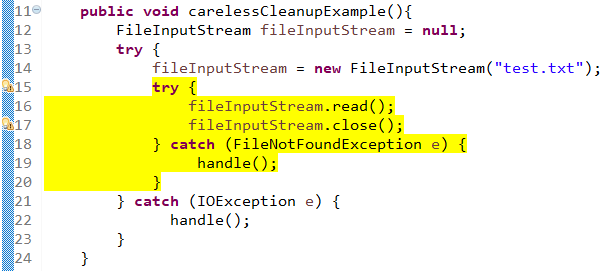 11 public void carelessCleanupExample(){
12 FileInputStream fileInputStream = null;
13 try {
14 fileInputStream = new FileInputStream("test.txt");
15 try {
16 fileInputStream.read();
17 fileInputStream.close();
18 } catch (FileNotFoundException e) {
19 handle();
20 }
21 } catch (IOException e) {
22 handle();
23 }
24 }